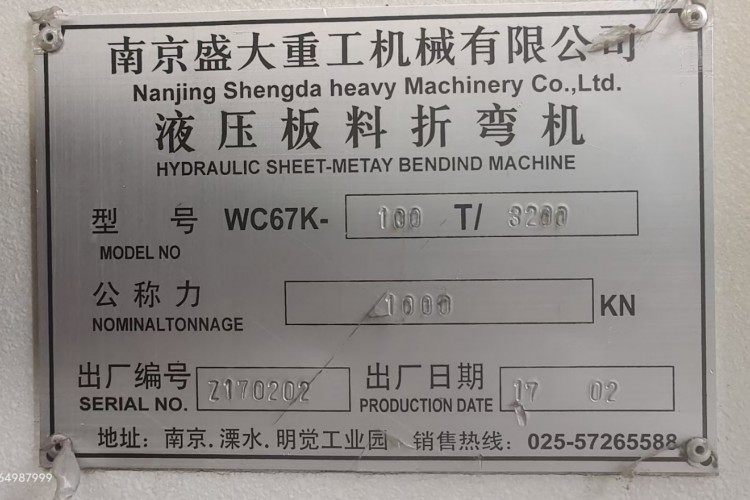 南京盛大重工机械有限公司
Nanjing Shengda heavy Machinery Co.,Ltd.
液压板料折弯机
HYDRAULIC SHEET-METAY BENDIND MACHINE
型 号 WC67K- 100 T/ 3200
MODEL NO
公称力 1000 KN
NOMINALTONNAGE
出厂编号 Z170202 出厂日期 17 02
SERIAL NO. PRODUCTION DATE
地址: 南京.溧水.明觉工业园 销售热线: 025-57265588
64987999